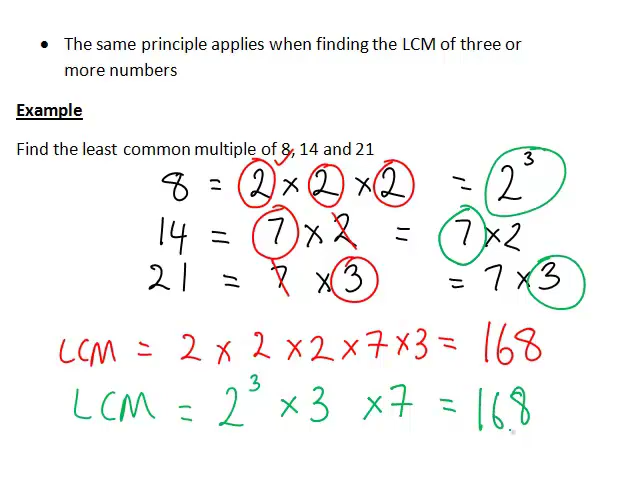 • The same principle applies when finding the LCM of three or
more numbers
Example
Find the least common multiple of 8, 14 and 21
8 = 2 × 2 × 2 = 2³
14 = 7 × 2 = 7 × 2
21 = 7 × 3 = 7 × 3
LCM = 2 × 2 × 2 × 7 × 3 = 168
LCM = 2³ × 3 × 7 = 168